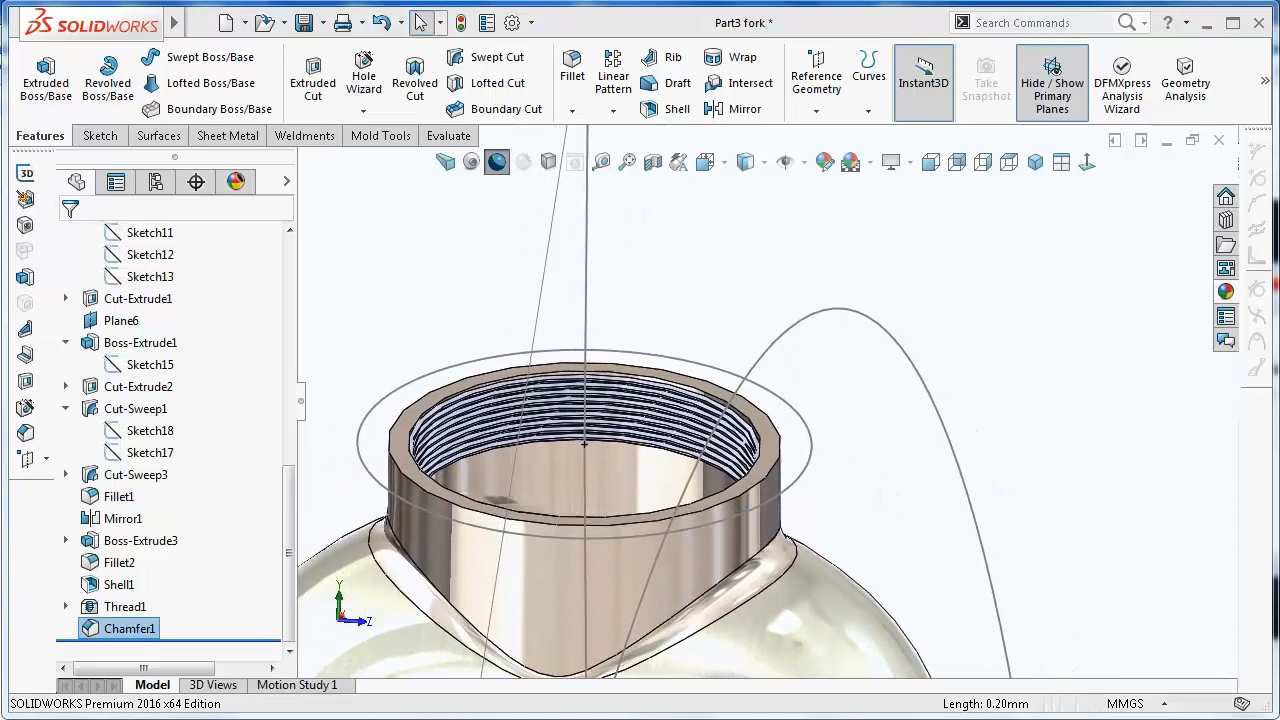 SOLIDWORKS
Part3 fork *
Search Commands
Extruded Boss/Base
Revolved Boss/Base
Swept Boss/Base
Lofted Boss/Base
Boundary Boss/Base
Extruded Cut
Hole Wizard
Revolved Cut
Swept Cut
Lofted Cut
Boundary Cut
Fillet
Linear Pattern
Rib
Draft
Shell
Wrap
Intersect
Mirror
Reference Geometry
Curves
Instant3D
Take Snapshot
Hide / Show Primary Planes
DFMXpress Analysis Wizard
Geometry Analysis
Features
Sketch
Surfaces
Sheet Metal
Weldments
Mold Tools
Evaluate
3D
Sketch11
Sketch12
Sketch13
Cut-Extrude1
Plane6
Boss-Extrude1
Sketch15
Cut-Extrude2
Cut-Sweep1
Sketch18
Sketch17
Cut-Sweep3
Fillet1
Mirror1
Boss-Extrude3
Fillet2
Shell1
Thread1
Chamfer1
Y
Z
Model
3D Views
Motion Study 1
SOLIDWORKS Premium 2016 x64 Edition
Length: 0.20mm
MMGS